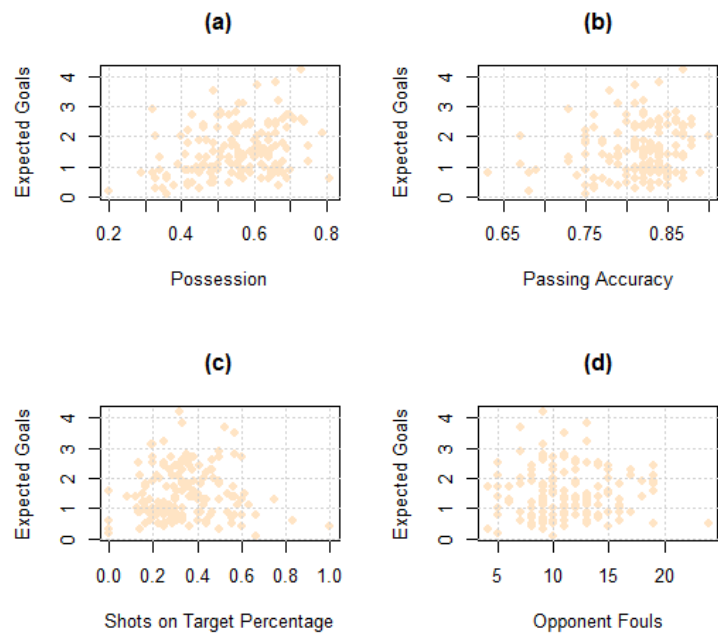 (a)
Expected Goals
4
3
2
1
0
0.2 0.4 0.6 0.8
Possession
(b)
Expected Goals
4
3
2
1
0
0.65 0.75 0.85
Passing Accuracy
(c)
Expected Goals
4
3
2
1
0
0.0 0.2 0.4 0.6 0.8 1.0
Shots on Target Percentage
(d)
Expected Goals
4
3
2
1
0
5 10 15 20
Opponent Fouls